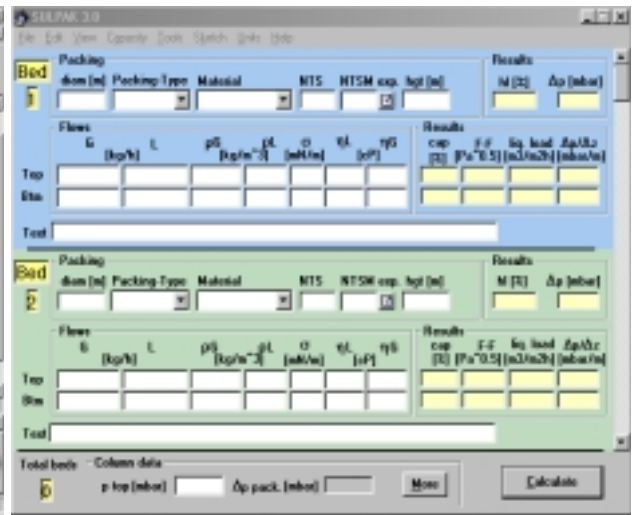 SULPAK 3.0
File Edit View Capacity Tools Sketch Units Help
Bed 1
Packing
diam [m] Packing-Type Material NTS NTSM exp. hgt [m]
Results
M [%] Δp [mbar]
Flows
G L ρG ρL σ ηL ηG
[kg/h] [kg/m^3] [mN/m] [cP]
Results
cap F-F liq. load Δp/Δz
[%] [Pa^0.5] [m3/m2h] [mbar/m]
Top
Btm
Text
Bed 2
Packing
diam [m] Packing-Type Material NTS NTSM exp. hgt [m]
Results
M [%] Δp [mbar]
Flows
G L ρG ρL σ ηL ηG
[kg/h] [kg/m^3] [mN/m] [cP]
Results
cap F-F liq. load Δp/Δz
[%] [Pa^0.5] [m3/m2h] [mbar/m]
Top
Btm
Text
Total beds
0
Column data
p top [mbar] Δp pack. [mbar] More Calculate